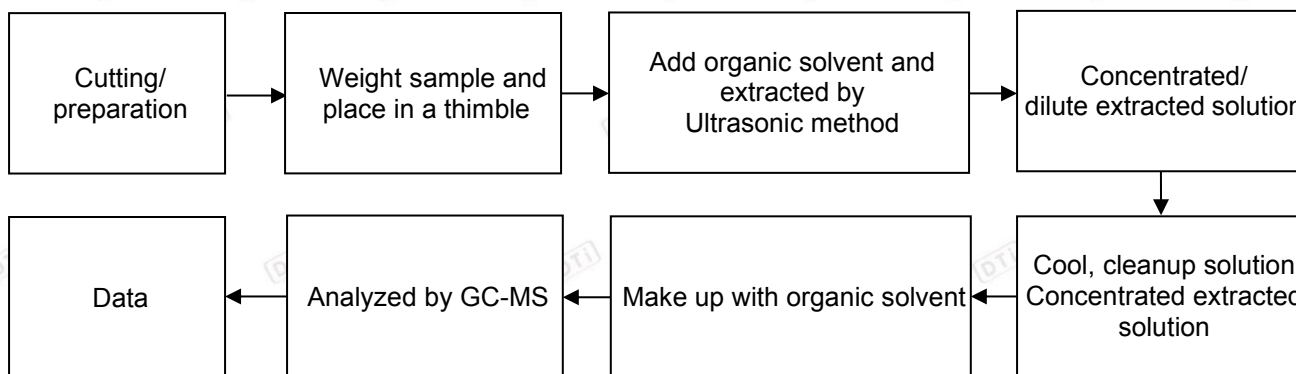 Cutting/
preparation
Weight sample and
place in a thimble
Add organic solvent and
extracted by
Ultrasonic method
Concentrated/
dilute extracted solution
Cool, cleanup solution
Concentrated extracted
solution
Make up with organic solvent
Analyzed by GC-MS
Data
DTi